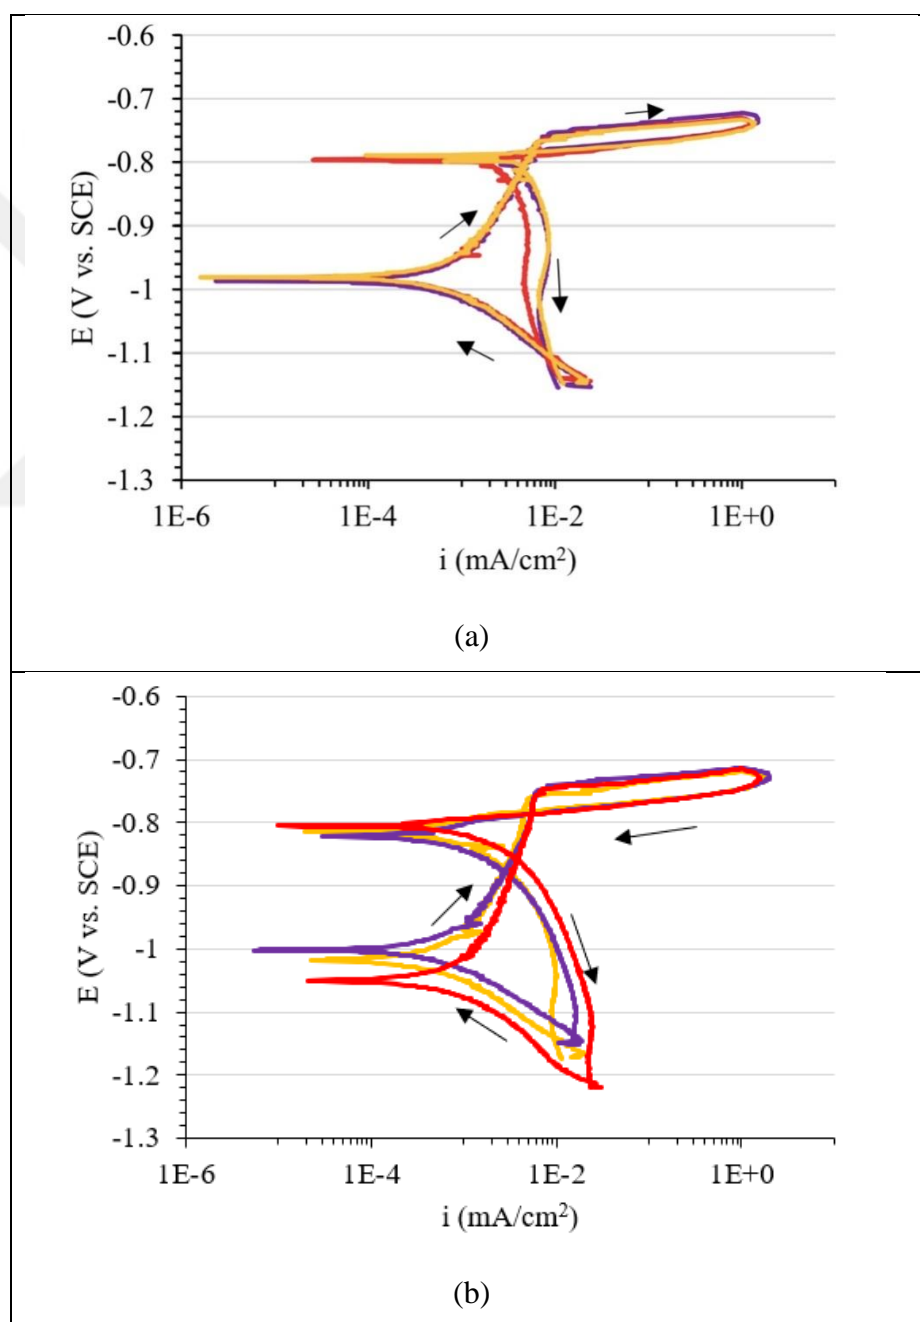 -0.6
-0.7
-0.8
-0.9
-1
-1.1
-1.2
-1.3
E (V vs. SCE)
1E-6 1E-4 1E-2 1E+0
i (mA/cm²)
(a)
-0.6
-0.7
-0.8
-0.9
-1
-1.1
-1.2
-1.3
E (V vs. SCE)
1E-6 1E-4 1E-2 1E+0
i (mA/cm²)
(b)